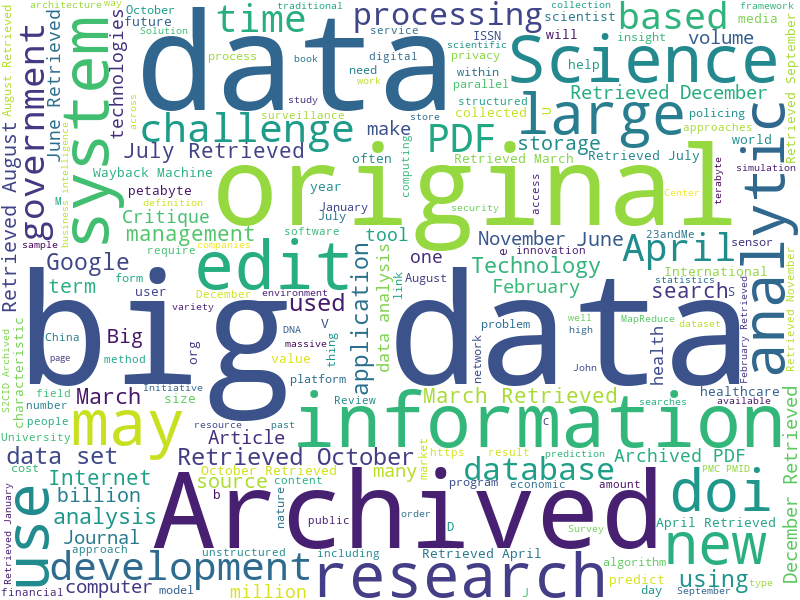 architecture
way
October
future
traditional
Solution
book
process
study
time
data
processing
service
digital
need
work
store
scientific
ISSN
scientist
privacy
within
parallel
structured
collected
will
help
Science
collection
framework
media
insight
based
volume
Retrieved December
policing
approaches
world
large
Retrieved August
August Retrieved
government
June Retrieved
technologies
system
across
surveillance
challenge
make
PDF
storage
U
July Retrieved
often
computing
Retrieved March
Retrieved July
terabyte
simulation
Retrieved September
analytic
Wayback Machine
petabyte
year
January
July
original
access
Center
security
M
definition
business intelligence
Critique
management
require
software
companies
tool
one
November June
e
innovation
23andMe
sensor
April
International
statistics
S
search
Google
term
form
user
December
edit
environment
variety
used
link
August
data analysis
Technology
February
MapReduce
dataset
Retrieved November
February Retrieved
sample
characteristic
China
page
Big
method
org
DNA
massive
V
thing
application
problem
well
high
network
John
health
big data
S2CID Archived
Initiative
value
platform
field
number
people
University
March
size
resource
past
Review
March Retrieved
c
healthcare
searches
available
may
Article
information
data set
cost
Retrieved October
many
market
database
https
result
prediction
Archived PDF
PMC PMID
December Retrieved
Internet
billion
analysis
Journal
source
b
October Retrieved
content
nature
public
Archived
program
economic
amount
order
D
Survey
doi
April Retrieved
new
use
Retrieved January
financial
approach
computer
development
model
unstructured
including
million
research
Retrieved April
J
algorithm
predict
using
day
September
type